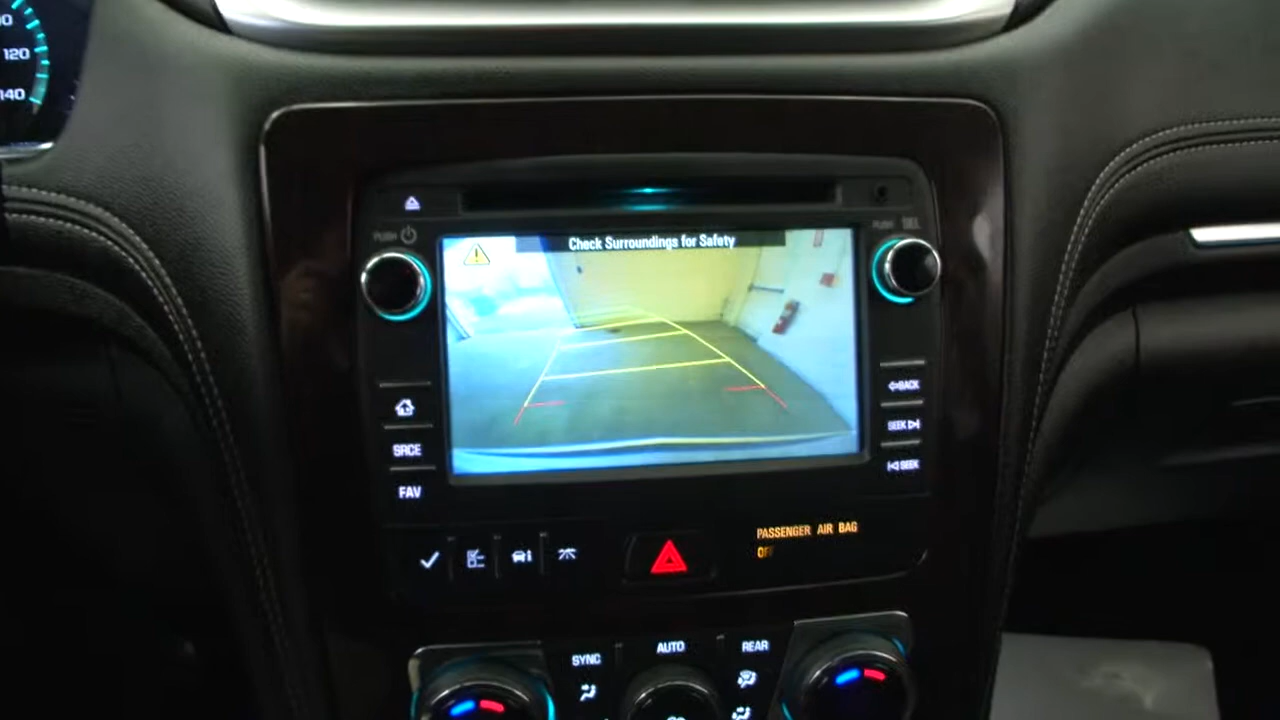 120
140
PUSH
PUSH SEL
Check Surroundings for Safety
BACK
SEEK
SEEK
SRCE
FAV
PASSENGER AIR BAG
OFF
SYNC
AUTO
REAR